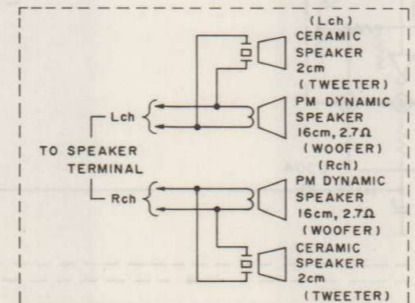 (Lch)
CERAMIC
SPEAKER
2cm
(TWEETER)
Lch
PM DYNAMIC
SPEAKER
16cm, 2.7Ω
(WOOFER)
TO SPEAKER
TERMINAL
(Rch)
PM DYNAMIC
SPEAKER
16cm, 2.7Ω
(WOOFER)
Rch
CERAMIC
SPEAKER
2cm
(TWEETER)